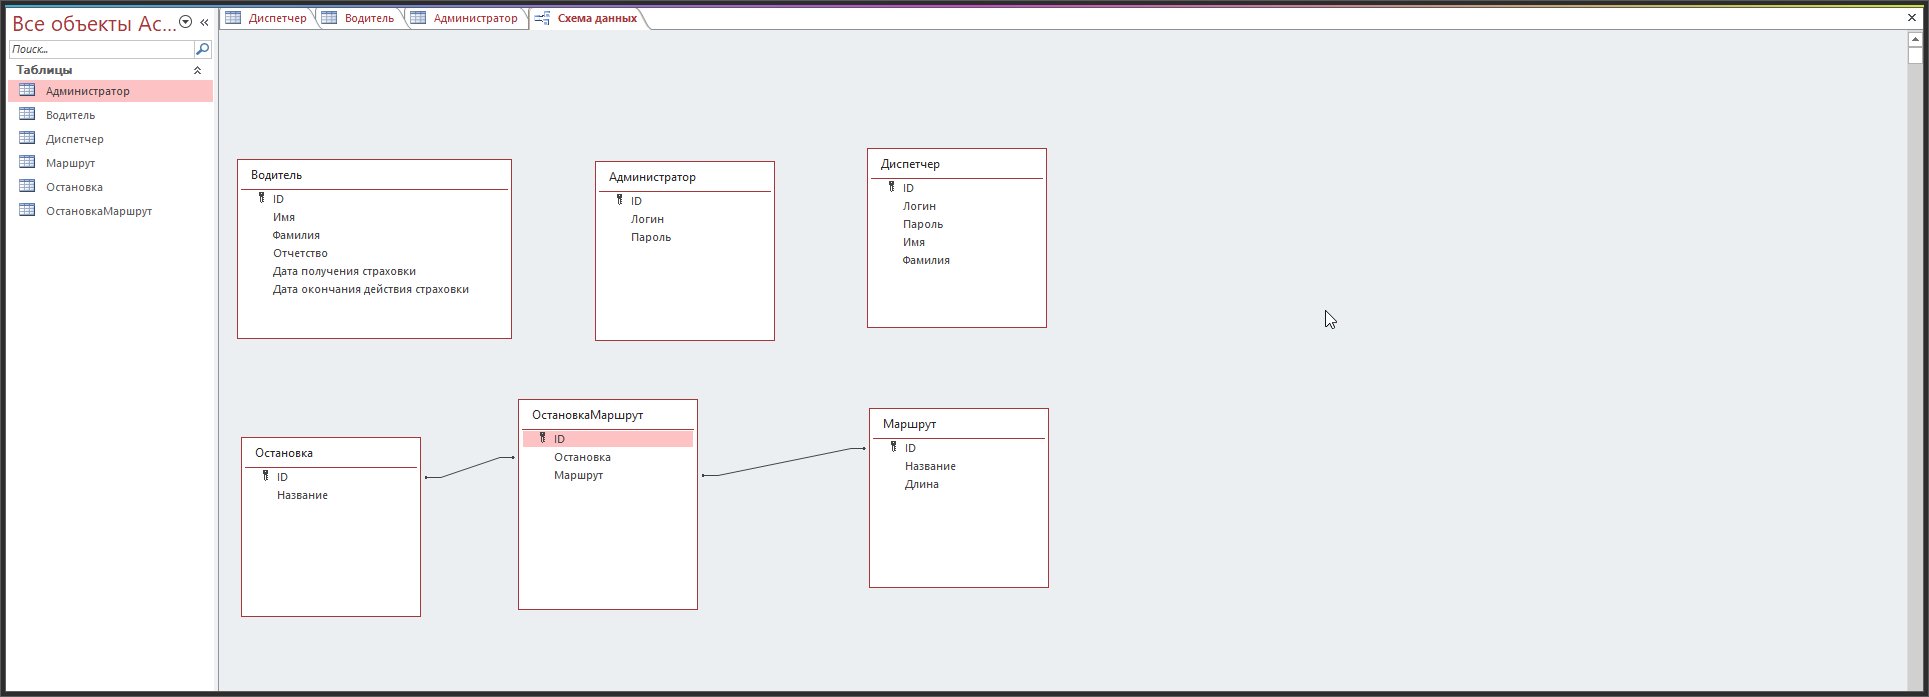 Все объекты Ac...
Поиск...
Таблицы
Администратор
Водитель
Диспетчер
Маршрут
Остановка
ОстановкаМаршрут
Диспетчер
Водитель
Администратор
Схема данных
Водитель
ID
Имя
Фамилия
Отчетство
Дата получения страховки
Дата окончания действия страховки
Администратор
ID
Логин
Пароль
Диспетчер
ID
Логин
Пароль
Имя
Фамилия
Остановка
ID
Название
ОстановкаМаршрут
ID
Остановка
Маршрут
Маршрут
ID
Название
Длина